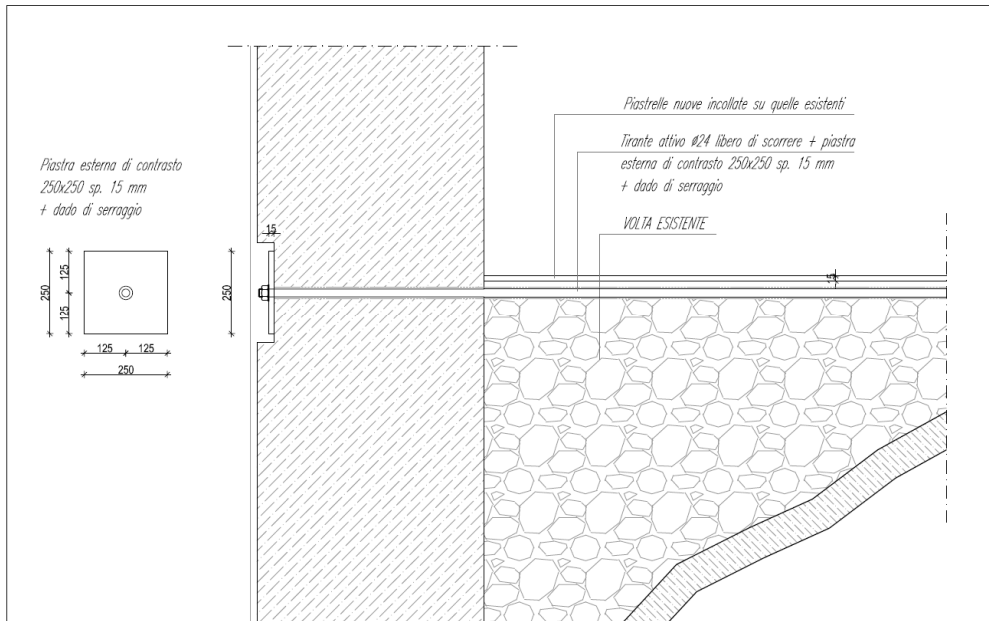 Piastrelle nuove incollate su quelle esistenti
Tirante attivo Ø24 libero di scorrere + piastra
esterna di contrasto 250x250 sp. 15 mm
+ dado di serraggio
VOLTA ESISTENTE
Piastra esterna di contrasto
250x250 sp. 15 mm
+ dado di serraggio
15
250
125
125
250
15
125
125
250